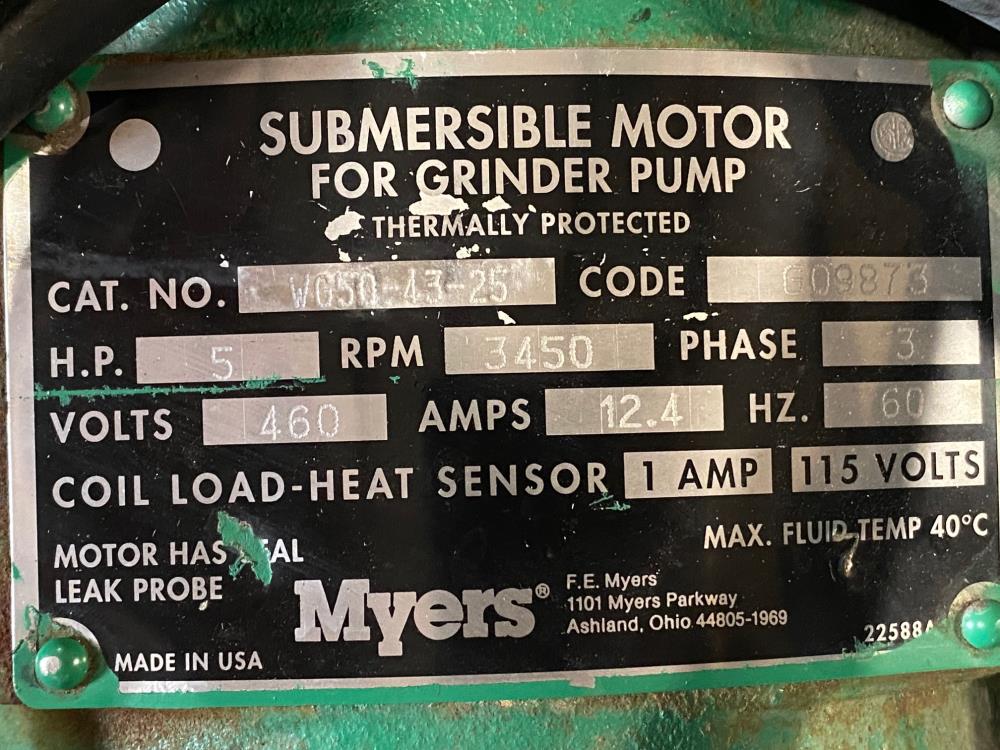 SUBMERSIBLE MOTOR
FOR GRINDER PUMP
THERMALLY PROTECTED
CAT. NO. WG50-43-25 CODE G09873
H.P. 5 RPM 3450 PHASE 3
VOLTS 460 AMPS 12.4 HZ. 60
COIL LOAD-HEAT SENSOR 1 AMP 115 VOLTS
MAX. FLUID TEMP 40°C
MOTOR HAS SEAL
LEAK PROBE
Myers®
F.E. Myers
1101 Myers Parkway
Ashland, Ohio 44805-1969
22588A
MADE IN USA